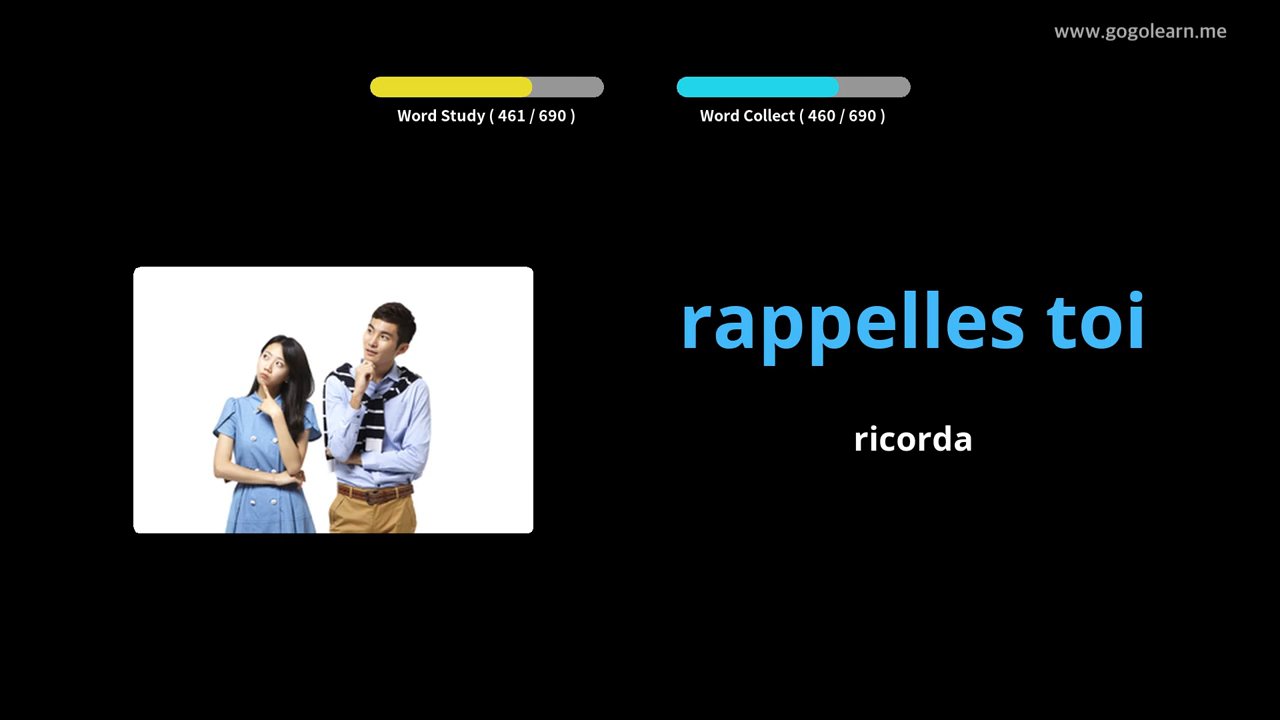 www.gogolearn.me
Word Study ( 461 / 690 )
Word Collect ( 460 / 690 )
rappelles toi
ricorda